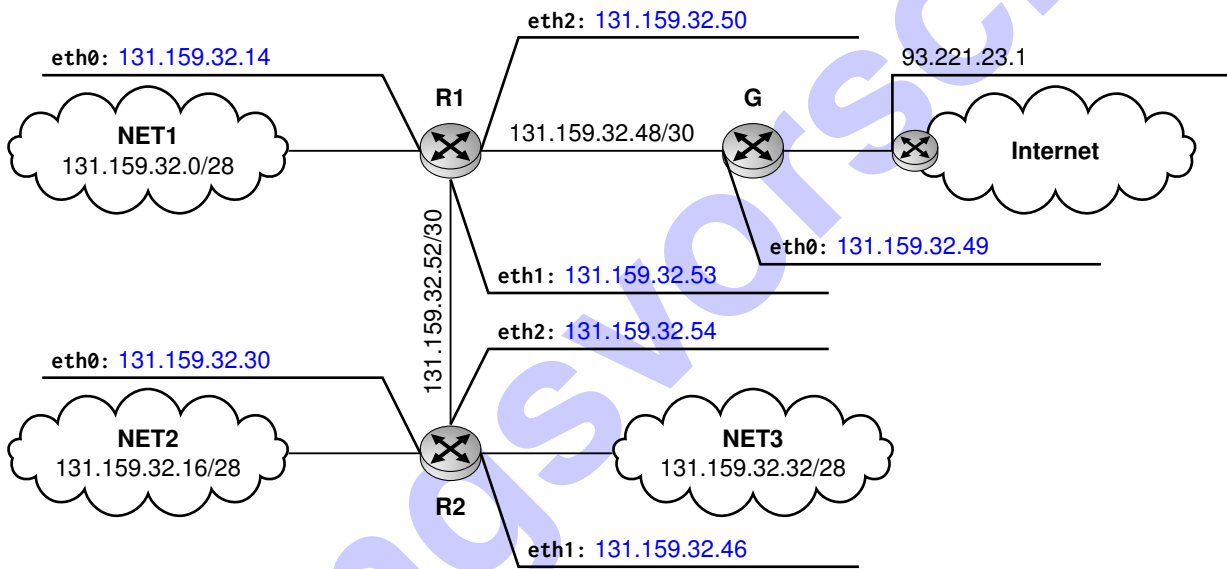 eth2: 131.159.32.50
eth0: 131.159.32.14
93.221.23.1
R1
G
NET1
131.159.32.0/28
131.159.32.48/30
Internet
eth0: 131.159.32.49
131.159.32.52/30
eth1: 131.159.32.53
eth2: 131.159.32.54
eth0: 131.159.32.30
NET2
131.159.32.16/28
NET3
131.159.32.32/28
R2
eth1: 131.159.32.46